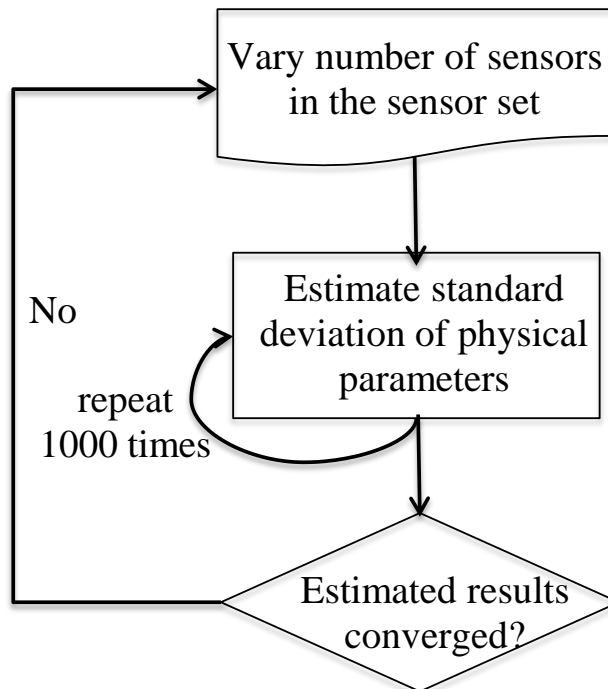 Vary number of sensors
in the sensor set
Estimate standard
deviation of physical
parameters
No
repeat
1000 times
Estimated results
converged?